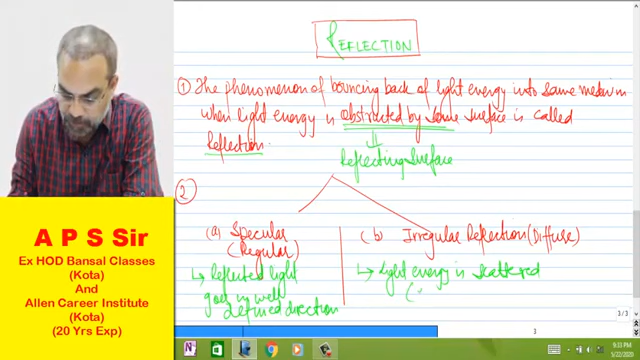 REFLECTION
① The phenomenon of bouncing back of light energy into same medium
when light energy is obstructed by some surface is called
Reflection.
Reflecting Surface
②
(a) Specular
(Regular)
↳ Reflected light
goes in well
defined direction
(b) Irregular Reflection (Diffuse)
↳ light energy is scattered
(
A P S Sir
Ex HOD Bansal Classes
(Kota)
And
Allen Career Institute
(Kota)
(20 Yrs Exp)
3/3
3
9:33 PM
5/22/2020